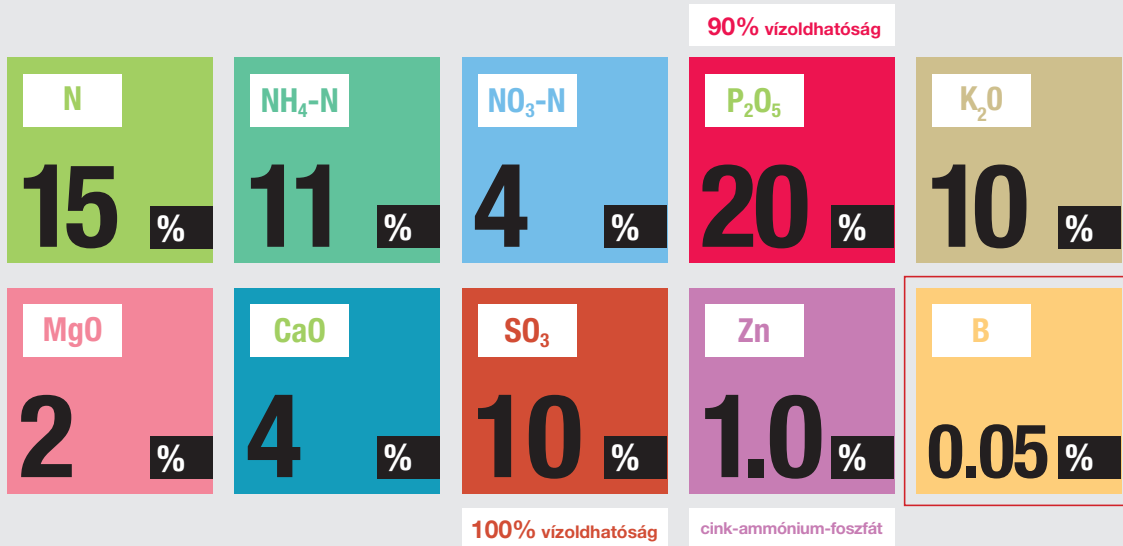 90% vízoldhatóság
N NH₄-N NO₃-N P₂O₅ K₂O
15 % 11 % 4 % 20 % 10 %
MgO CaO SO₃ Zn B
2 % 4 % 10 % 1.0 % 0.05 %
100% vízoldhatóság cink-ammónium-foszfát